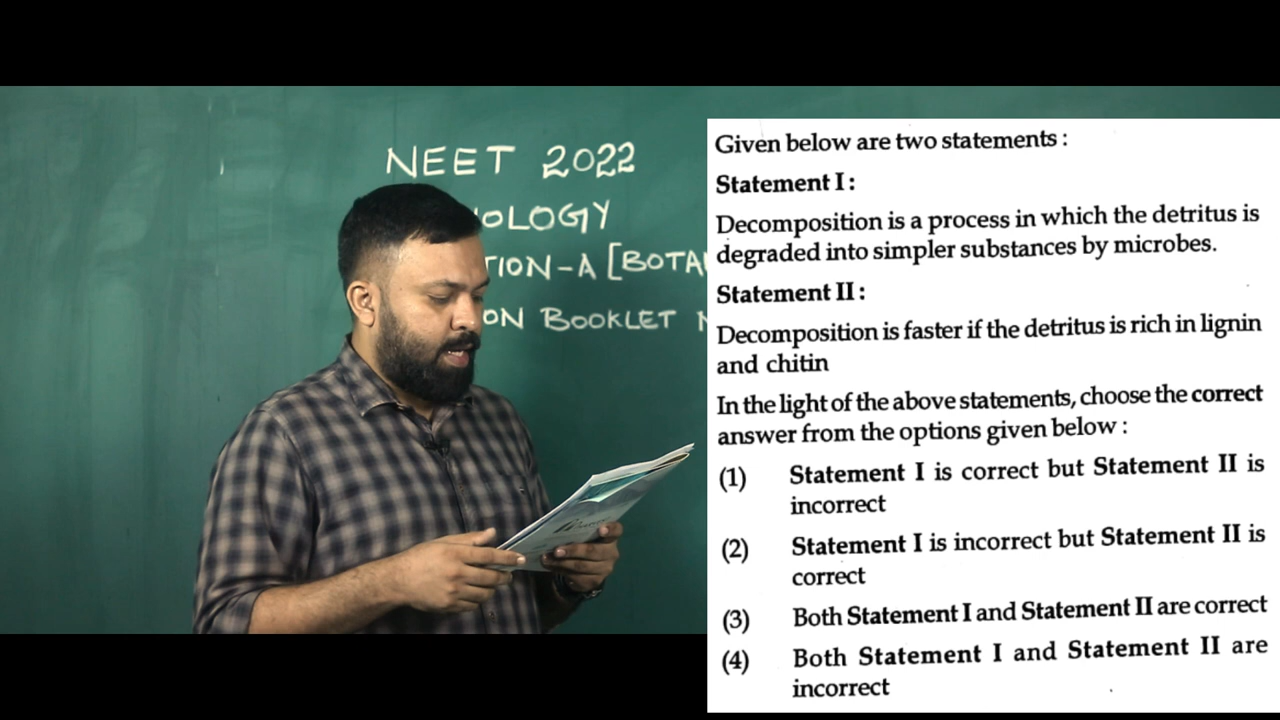 NEET 2022
OLOGY
TION-A [BOTA
ON BOOKLET
Given below are two statements :
Statement I :
Decomposition is a process in which the detritus is
degraded into simpler substances by microbes.
Statement II :
Decomposition is faster if the detritus is rich in lignin
and chitin
In the light of the above statements, choose the correct
answer from the options given below :
(1) Statement I is correct but Statement II is
incorrect
(2) Statement I is incorrect but Statement II is
correct
(3) Both Statement I and Statement II are correct
(4) Both Statement I and Statement II are
incorrect